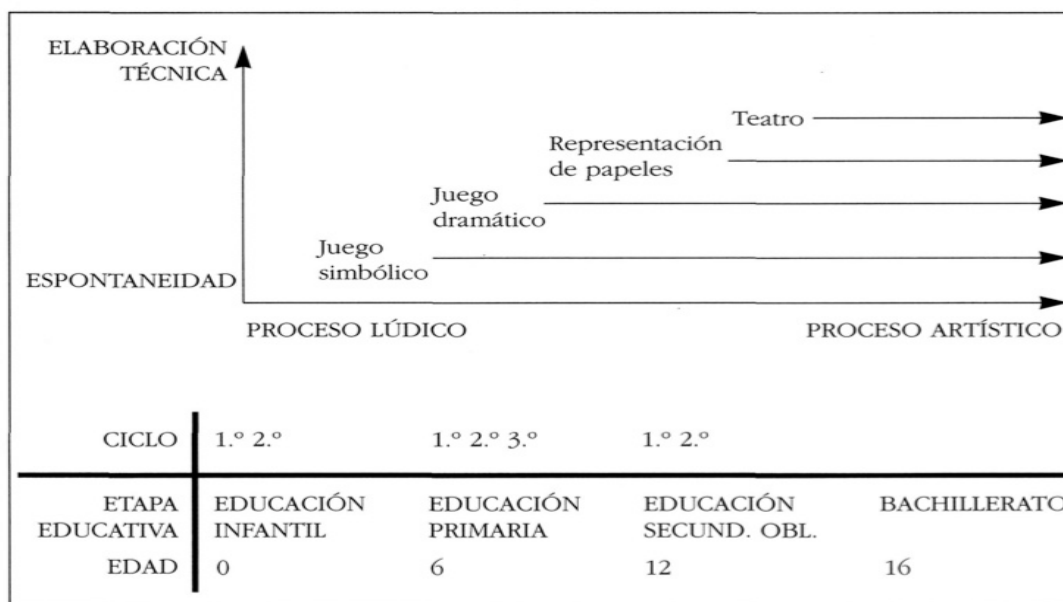 ELABORACIÓN
TÉCNICA
Teatro
Representación
de papeles
Juego
dramático
Juego
simbólico
ESPONTANEIDAD
PROCESO LÚDICO PROCESO ARTÍSTICO
CICLO 1.º 2.º 1.º 2.º 3.º 1.º 2.º
ETAPA EDUCACIÓN EDUCACIÓN EDUCACIÓN BACHILLERATO
EDUCATIVA INFANTIL PRIMARIA SECUND. OBL.
EDAD 0 6 12 16